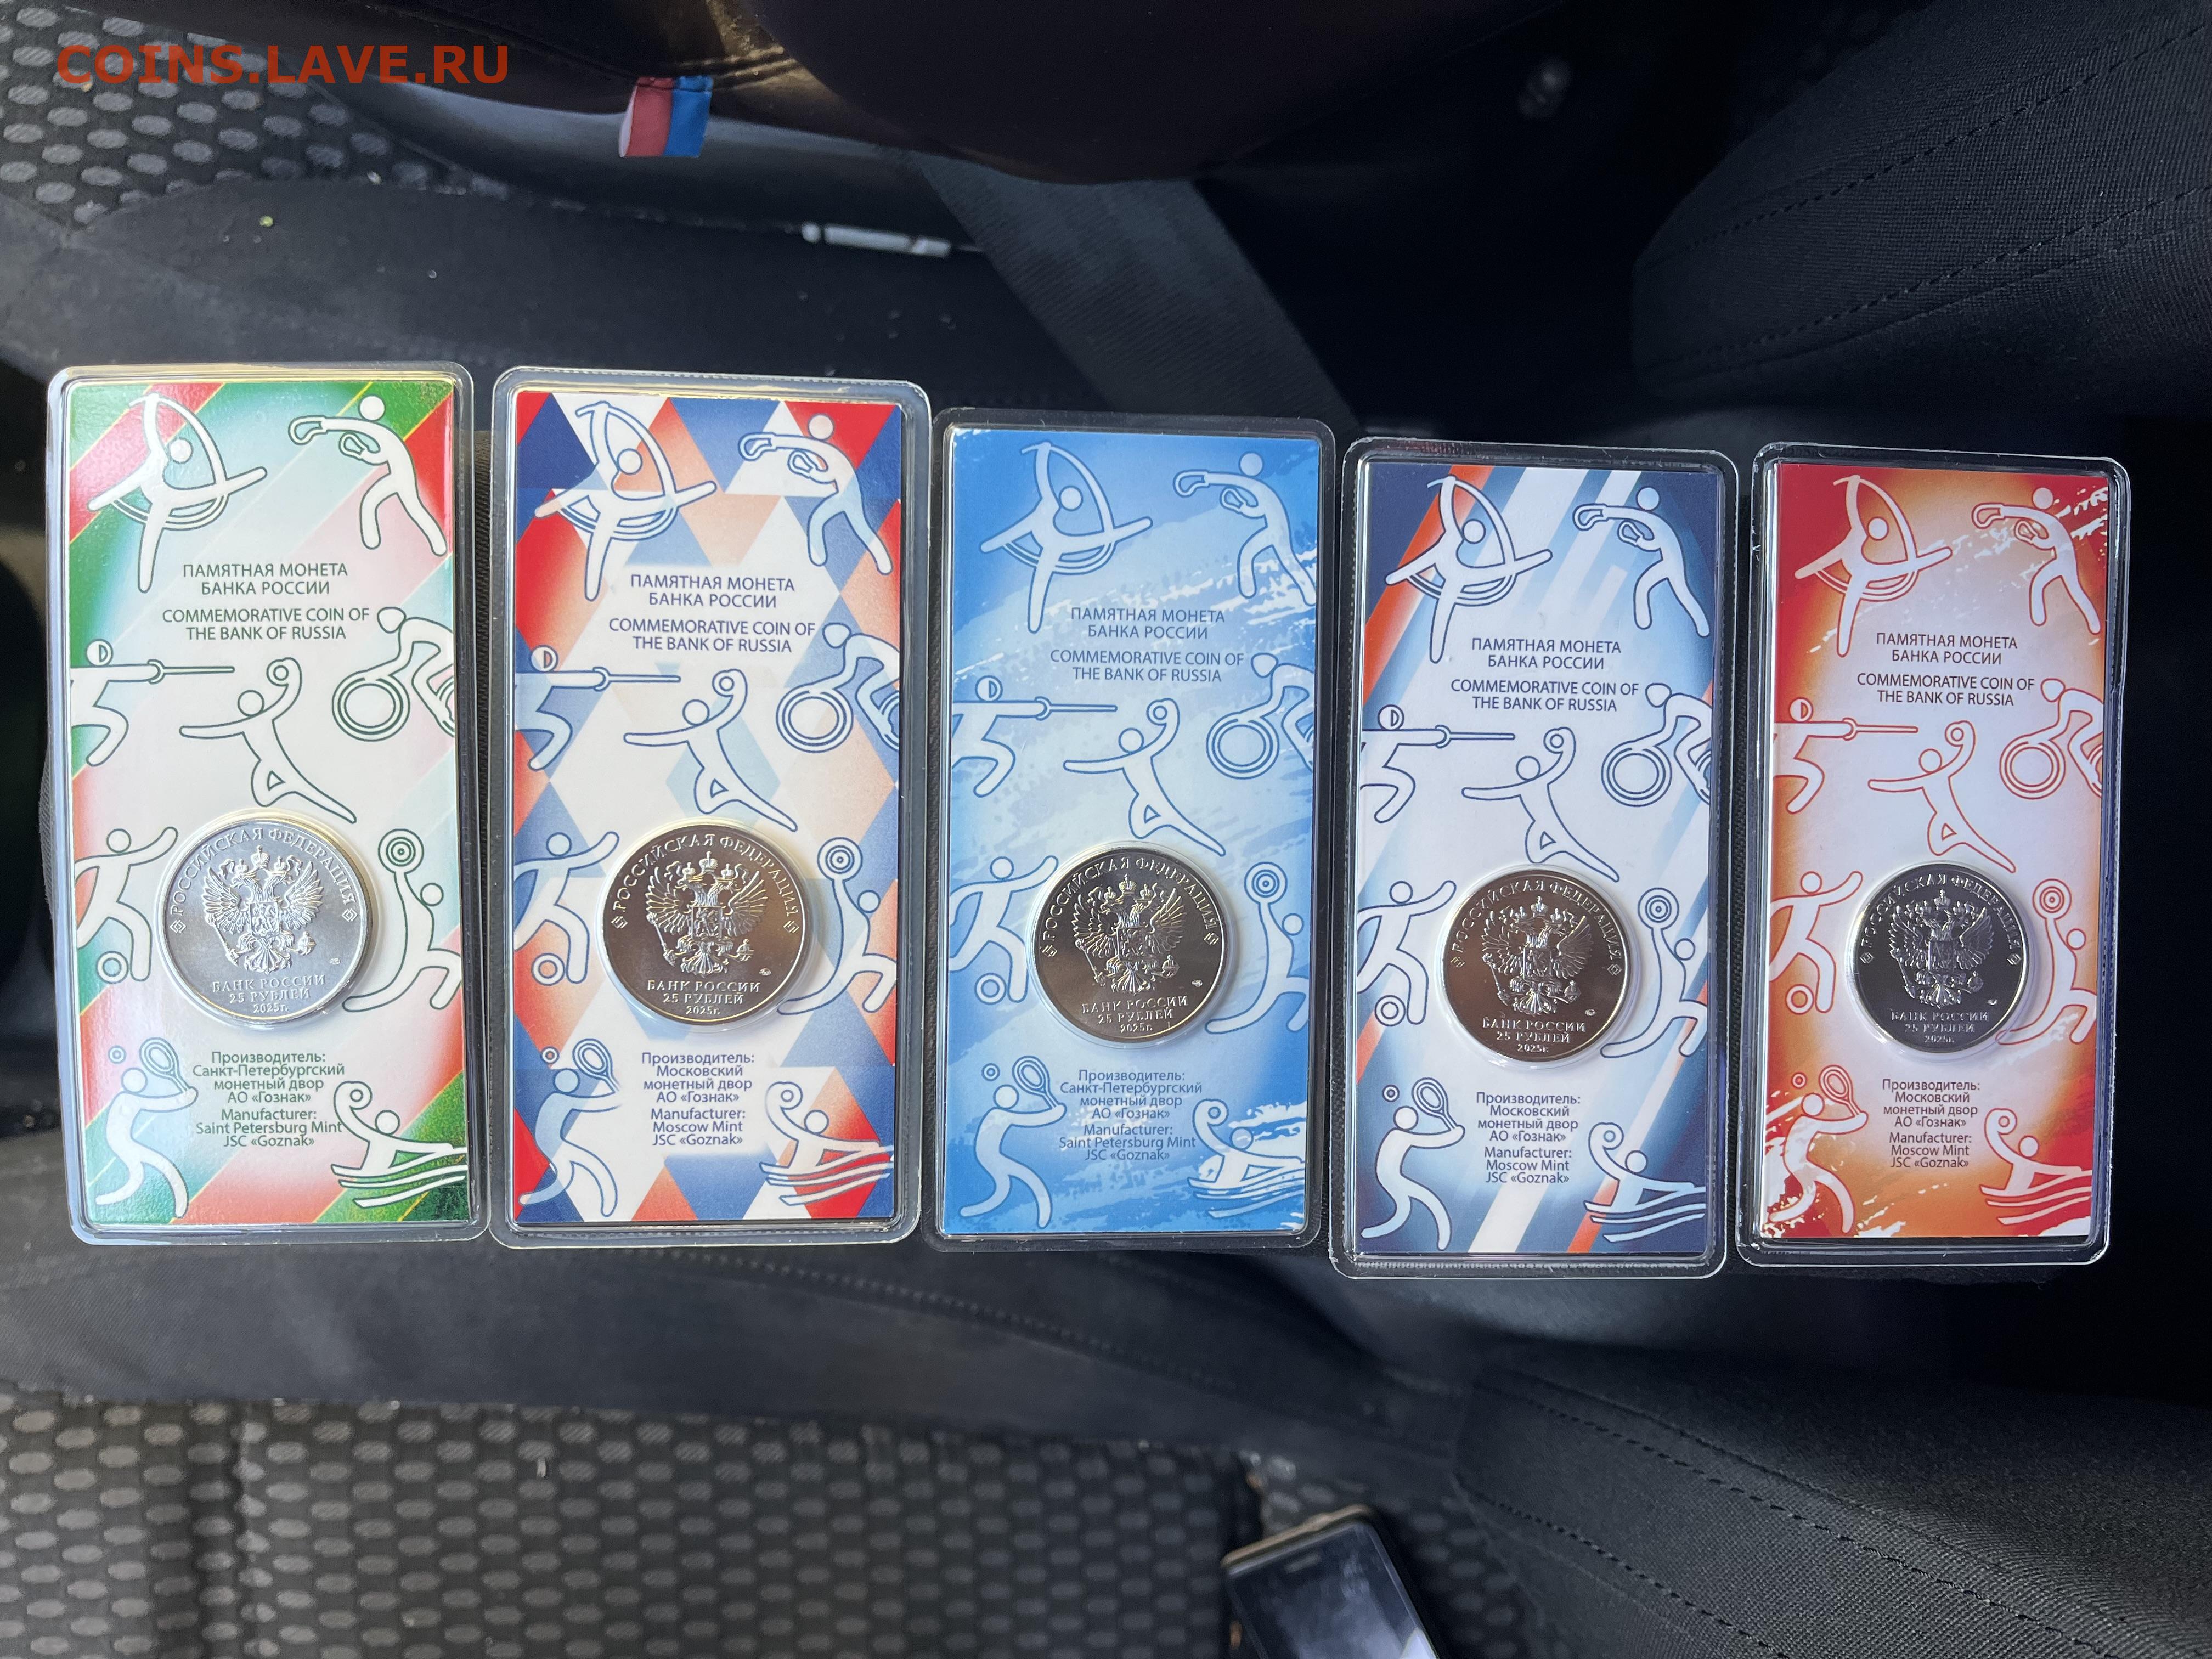 COINS.LAVE.RU
ПАМЯТНАЯ МОНЕТА
БАНКА РОССИИ
COMMEMORATIVE COIN OF
THE BANK OF RUSSIA
РОССИЙСКАЯ ФЕДЕРАЦИЯ
БАНК РОССИИ
25 РУБЛЕЙ
2025г.
Производитель:
Санкт-Петербургский
монетный двор
АО «Гознак»
Manufacturer:
Saint Petersburg Mint
JSC «Goznak»
ПАМЯТНАЯ МОНЕТА
БАНКА РОССИИ
COMMEMORATIVE COIN OF
THE BANK OF RUSSIA
РОССИЙСКАЯ ФЕДЕРАЦИЯ
БАНК РОССИИ
25 РУБЛЕЙ
2025г.
Производитель:
Московский
монетный двор
АО «Гознак»
Manufacturer:
Moscow Mint
JSC «Goznak»
ПАМЯТНАЯ МОНЕТА
БАНКА РОССИИ
COMMEMORATIVE COIN OF
THE BANK OF RUSSIA
РОССИЙСКАЯ ФЕДЕРАЦИЯ
БАНК РОССИИ
25 РУБЛЕЙ
2025г.
Производитель:
Санкт-Петербургский
монетный двор
АО «Гознак»
Manufacturer:
Saint Petersburg Mint
JSC «Goznak»
ПАМЯТНАЯ МОНЕТА
БАНКА РОССИИ
COMMEMORATIVE COIN OF
THE BANK OF RUSSIA
РОССИЙСКАЯ ФЕДЕРАЦИЯ
БАНК РОССИИ
25 РУБЛЕЙ
2025г.
Производитель:
Московский
монетный двор
АО «Гознак»
Manufacturer:
Moscow Mint
JSC «Goznak»
ПАМЯТНАЯ МОНЕТА
БАНКА РОССИИ
COMMEMORATIVE COIN OF
THE BANK OF RUSSIA
РОССИЙСКАЯ ФЕДЕРАЦИЯ
БАНК РОССИИ
25 РУБЛЕЙ
2025г.
Производитель:
Московский
монетный двор
АО «Гознак»
Manufacturer:
Moscow Mint
JSC «Goznak»